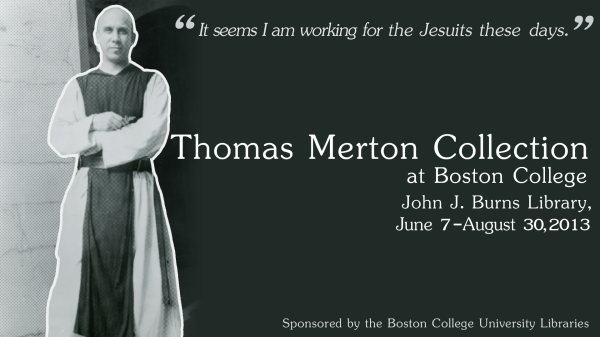 “ It seems I am working for the Jesuits these days. ”
Thomas Merton Collection
at Boston College
John J. Burns Library,
June 7–August 30,2013
Sponsored by the Boston College University Libraries